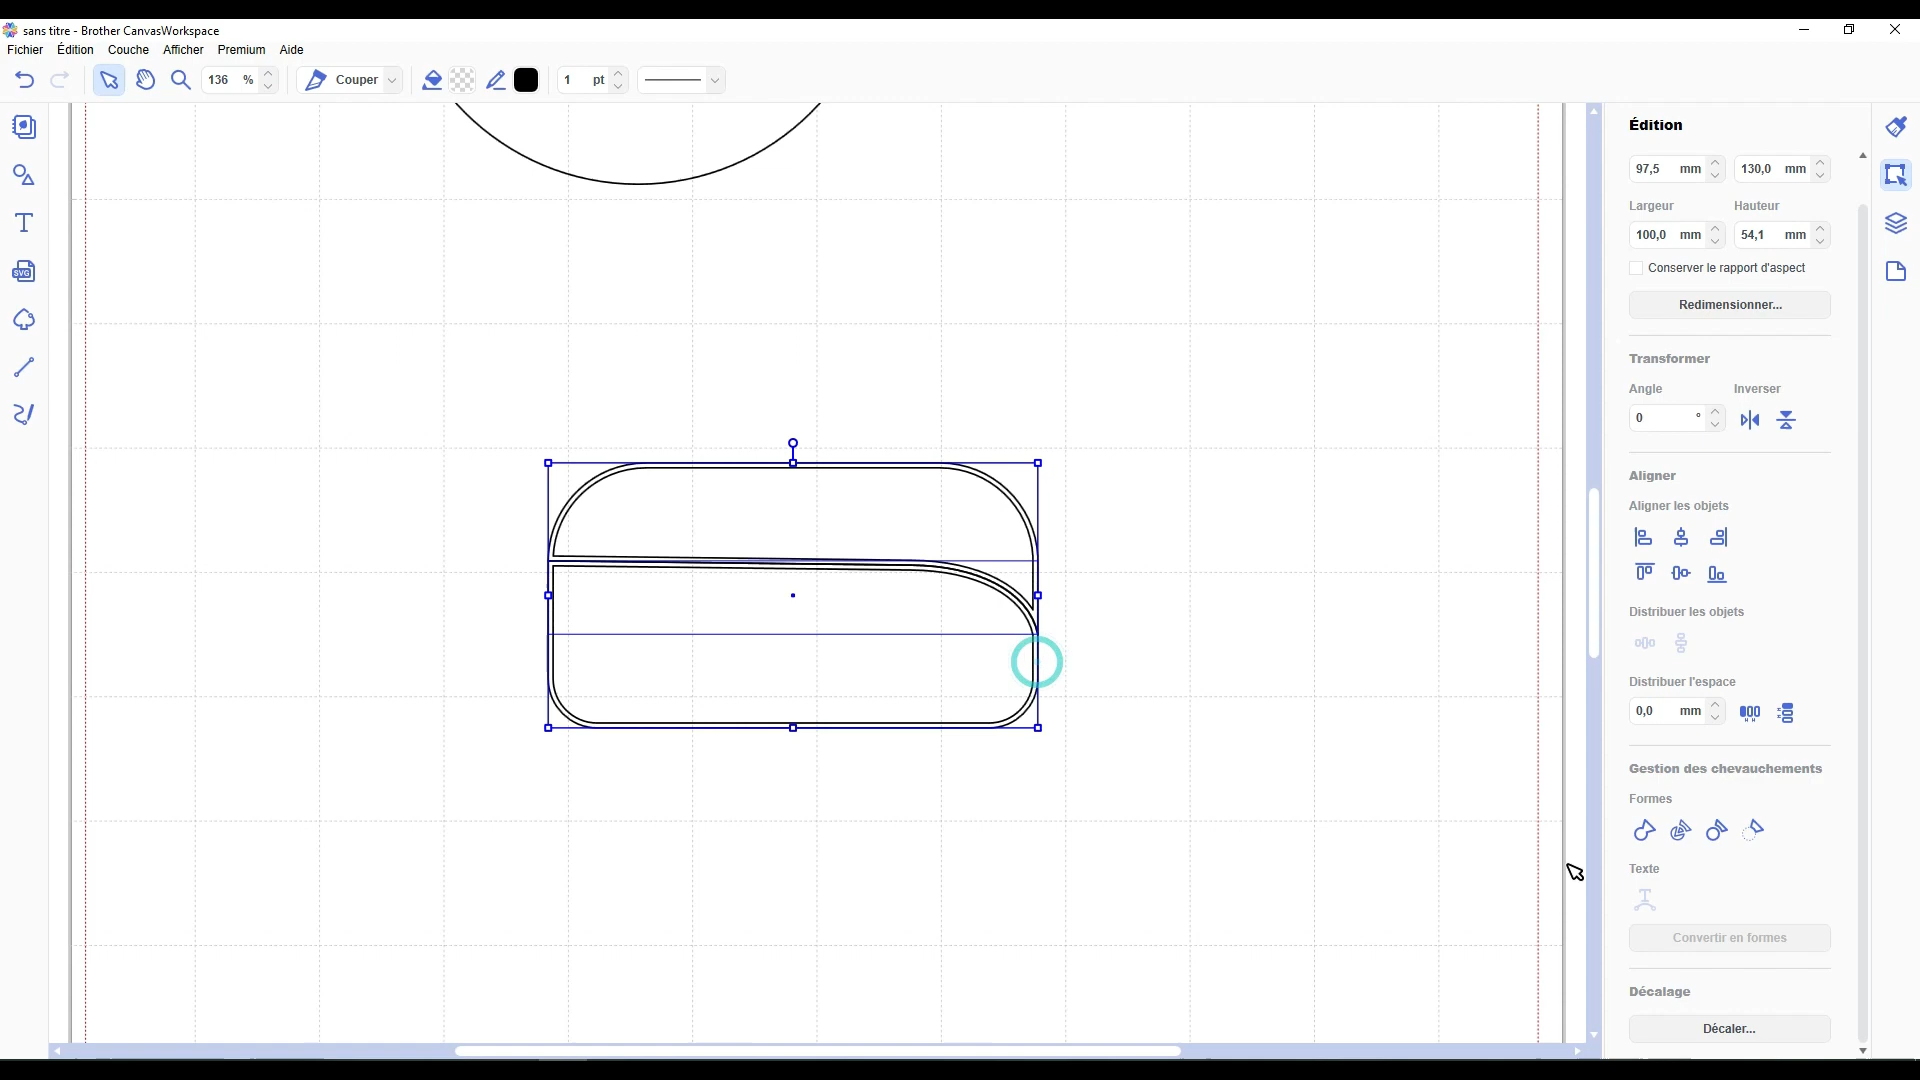 sans titre - Brother CanvasWorkspace
Fichier Édition Couche Afficher Premium Aide
136 % Couper 1 pt
SVG
Édition
97,5 mm 130,0 mm
Largeur Hauteur
100,0 mm 54,1 mm
Conserver le rapport d'aspect
Redimensionner...
Transformer
Angle Inverser
0 °
Aligner
Aligner les objets
Distribuer les objets
Distribuer l'espace
0,0 mm
Gestion des chevauchements
Formes
Texte
Convertir en formes
Décalage
Décaler...